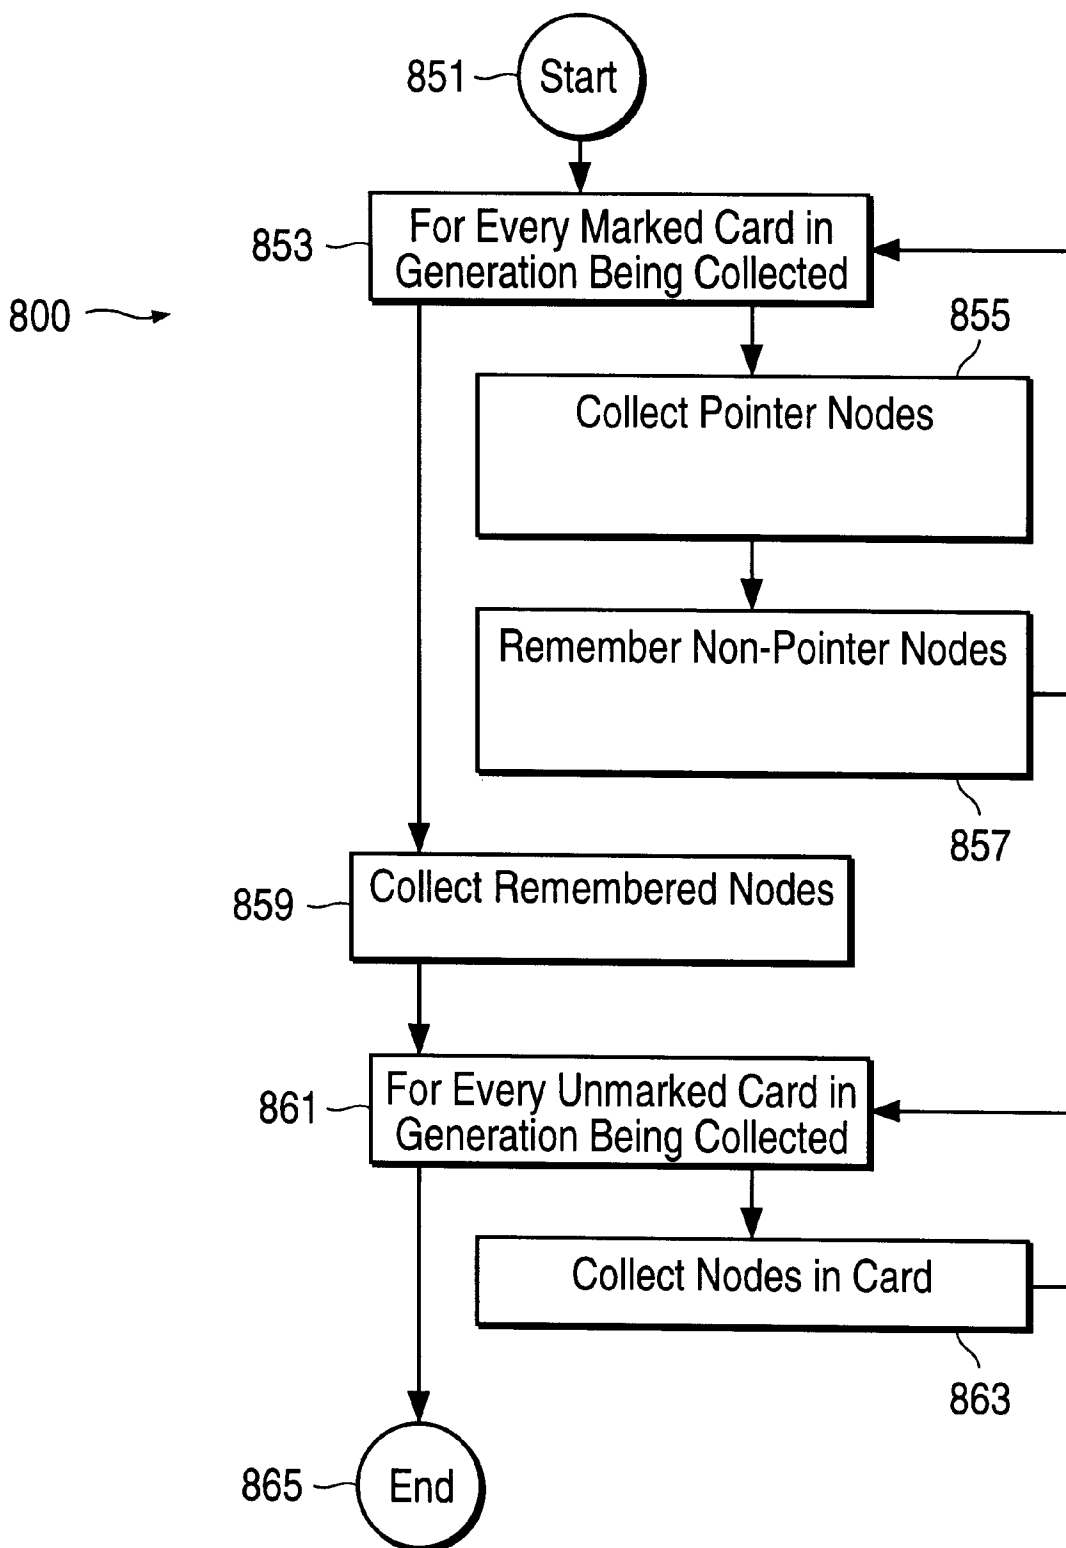 851
Start
853
For Every Marked Card in
Generation Being Collected
800
855
Collect Pointer Nodes
Remember Non-Pointer Nodes
857
859
Collect Remembered Nodes
861
For Every Unmarked Card in
Generation Being Collected
Collect Nodes in Card
863
865
End